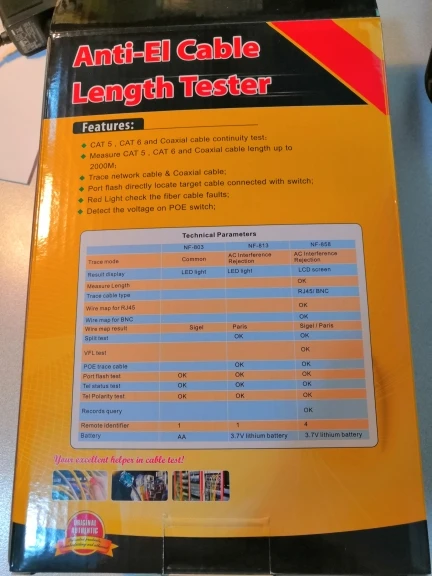 Anti-El Cable
Length Tester
Features:
CAT 5 , CAT 6 and Coaxial cable continuity test;
Measure CAT 5 , CAT 6 and Coaxial cable length up to
2000M;
Trace network cable & Coaxial cable;
Port flash directly locate target cable connected with switch;
Red Light check the fiber cable faults;
Detect the voltage on POE switch;
Technical Parameters
NF-803 NF-813 NF-858
Trace mode Common AC Interference Rejection AC Interference Rejection
Result display LED light LED light LCD screen
Measure Length OK
Trace cable type RJ45/ BNC
Wire map for RJ45 OK
Wire map for BNC OK
Wire map result Sigel Paris Sigel / Paris
Split test OK OK
VFL test OK
POE trace cable OK OK
Port flash test OK OK OK
Tel status test OK OK OK
Tel Polarity test OK OK OK
Records query OK
Remote identifier 1 1 4
Battery AA 3.7V lithium battery 3.7V lithium battery
Your excellent helper in cable test!
ORIGINAL
AUTHENTIC